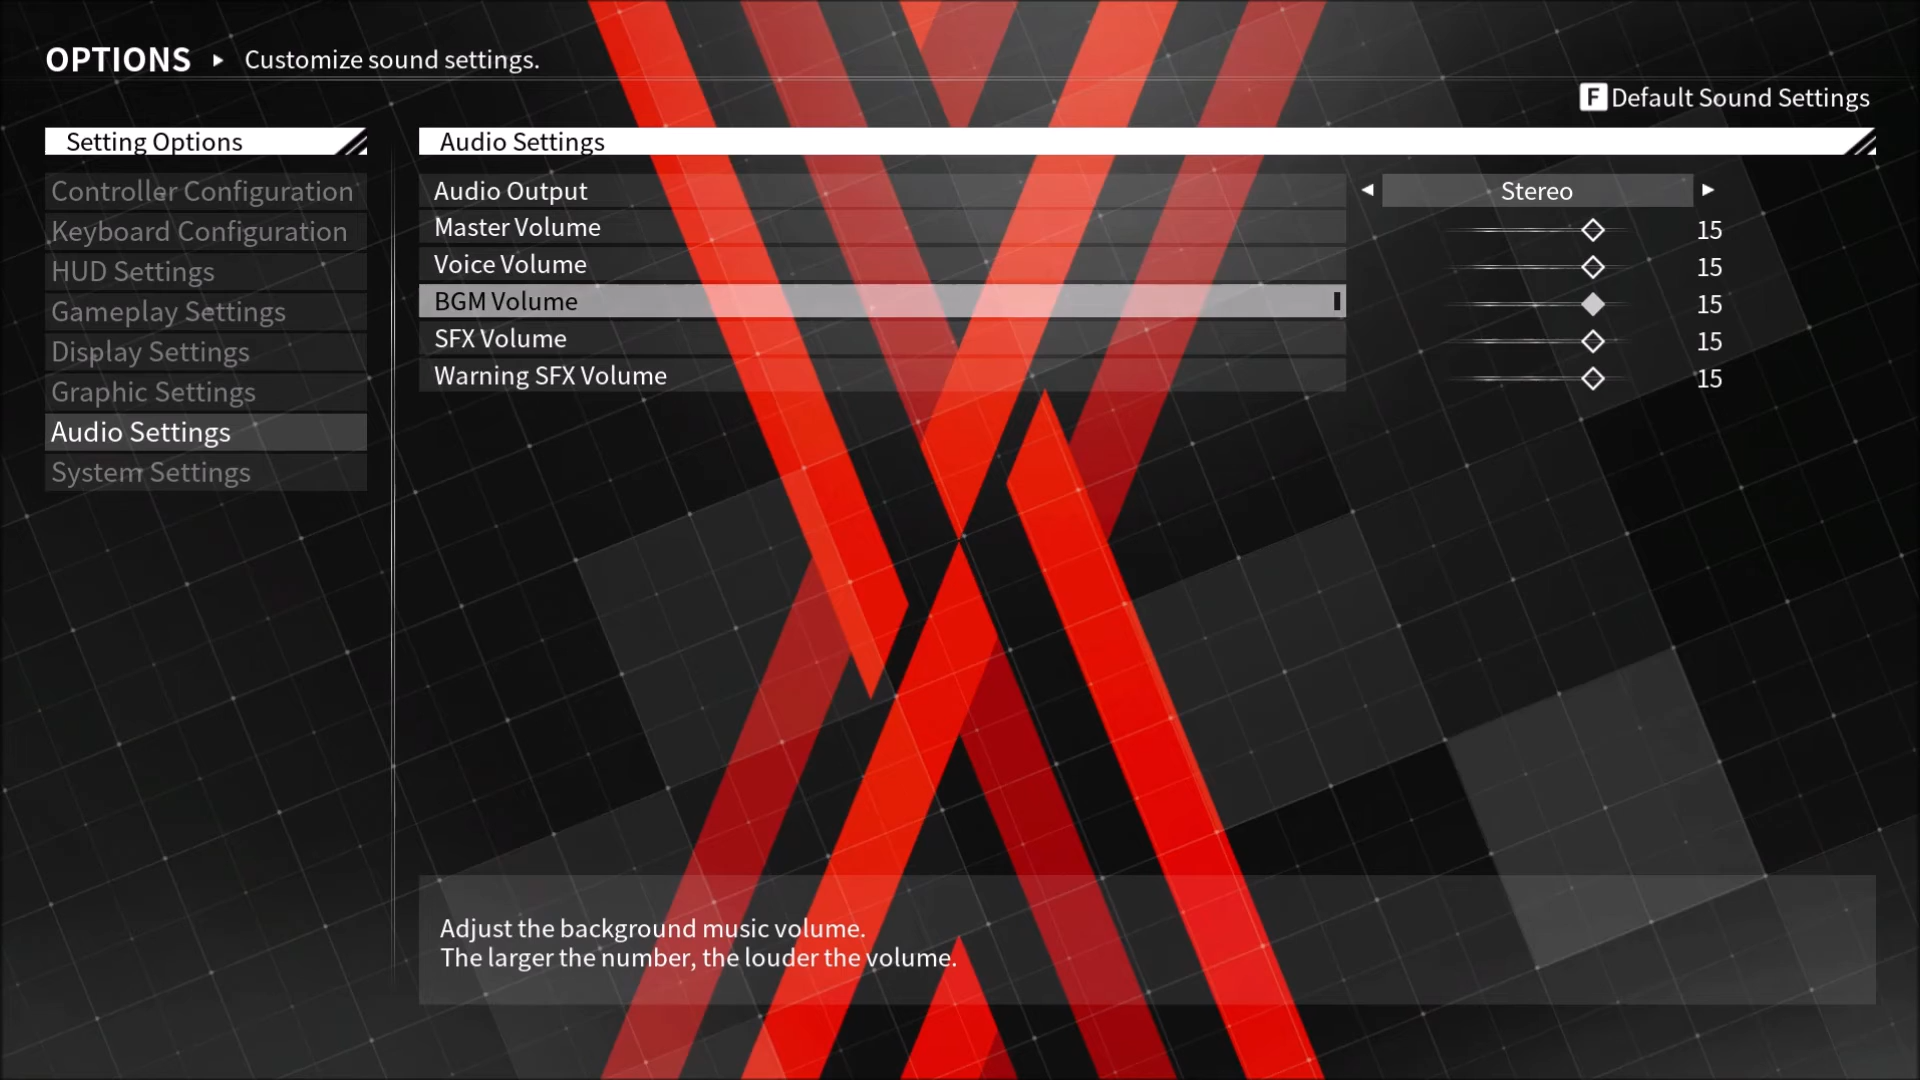 OPTIONS ▸ Customize sound settings.
F Default Sound Settings
Setting Options
Controller Configuration
Keyboard Configuration
HUD Settings
Gameplay Settings
Display Settings
Graphic Settings
Audio Settings
System Settings
Audio Settings
Audio Output ◀ Stereo ▶
Master Volume 15
Voice Volume 15
BGM Volume 15
SFX Volume 15
Warning SFX Volume 15
Adjust the background music volume.
The larger the number, the louder the volume.